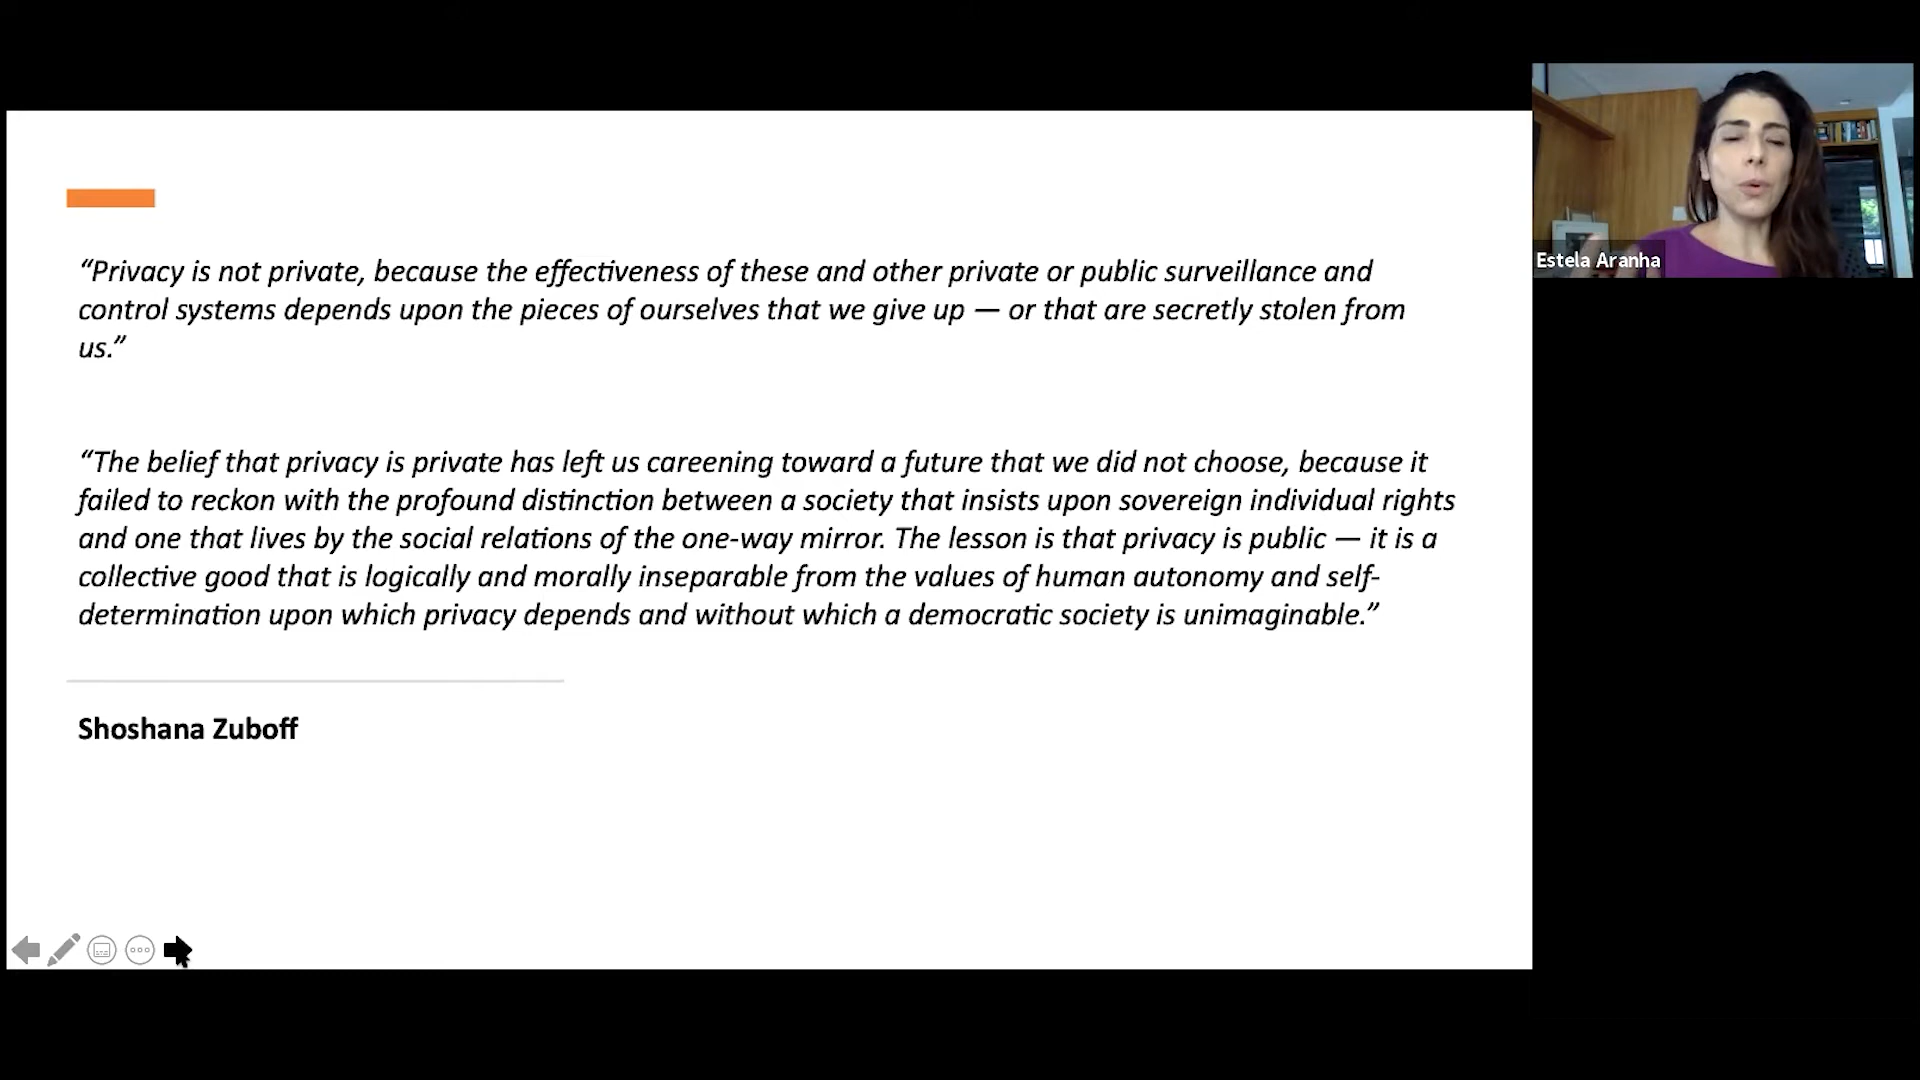 “Privacy is not private, because the effectiveness of these and other private or public surveillance and
control systems depends upon the pieces of ourselves that we give up — or that are secretly stolen from
us.”
“The belief that privacy is private has left us careening toward a future that we did not choose, because it
failed to reckon with the profound distinction between a society that insists upon sovereign individual rights
and one that lives by the social relations of the one-way mirror. The lesson is that privacy is public — it is a
collective good that is logically and morally inseparable from the values of human autonomy and self-
determination upon which privacy depends and without which a democratic society is unimaginable.”
Shoshana Zuboff
Estela Aranha